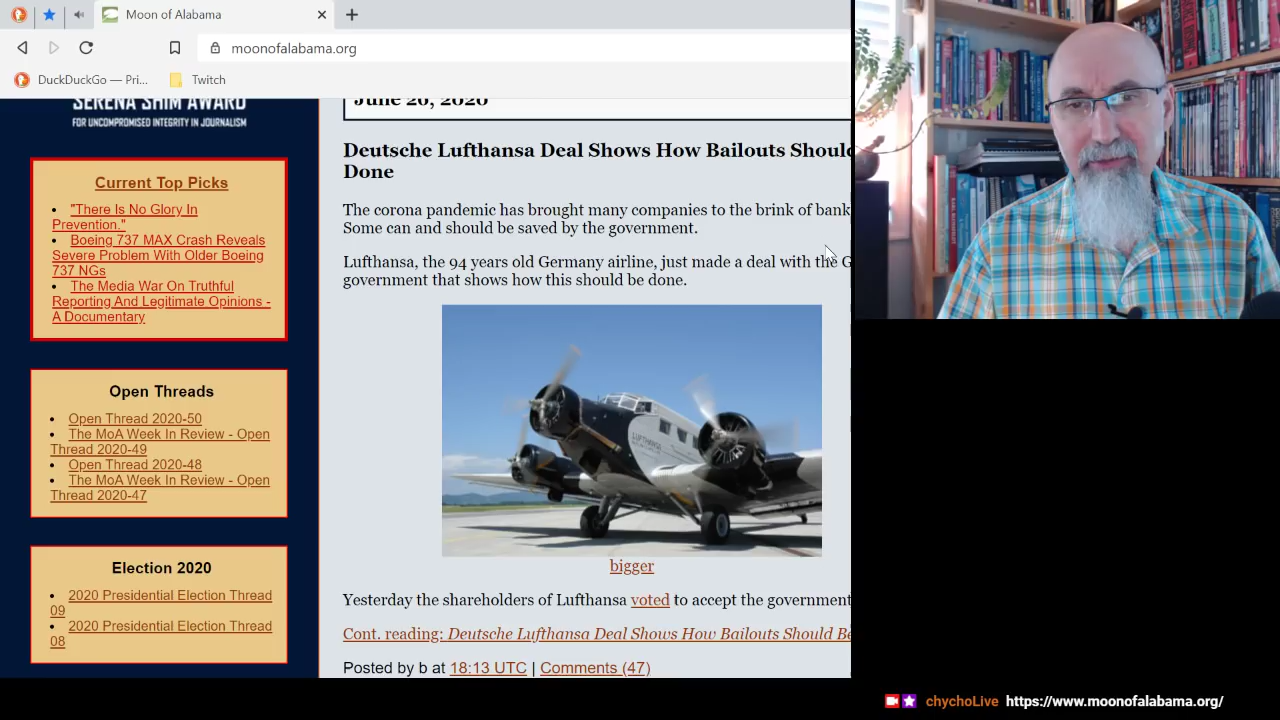 Moon of Alabama
moonofalabama.org
DuckDuckGo — Pri...
Twitch
SERENA SHIM AWARD
FOR UNCOMPROMISED INTEGRITY IN JOURNALISM
Current Top Picks
"There Is No Glory In
Prevention."
Boeing 737 MAX Crash Reveals
Severe Problem With Older Boeing
737 NGs
The Media War On Truthful
Reporting And Legitimate Opinions -
A Documentary
Open Threads
Open Thread 2020-50
The MoA Week In Review - Open
Thread 2020-49
Open Thread 2020-48
The MoA Week In Review - Open
Thread 2020-47
Election 2020
2020 Presidential Election Thread
09
2020 Presidential Election Thread
08
June 26, 2020
Deutsche Lufthansa Deal Shows How Bailouts Shoul
Done
The corona pandemic has brought many companies to the brink of bank
Some can and should be saved by the government.
Lufthansa, the 94 years old Germany airline, just made a deal with the G
government that shows how this should be done.
LUFTHANSA
bigger
Yesterday the shareholders of Lufthansa voted to accept the government
Cont. reading: Deutsche Lufthansa Deal Shows How Bailouts Should Be
Posted by b at 18:13 UTC | Comments (47)
chychoLive https://www.moonofalabama.org/